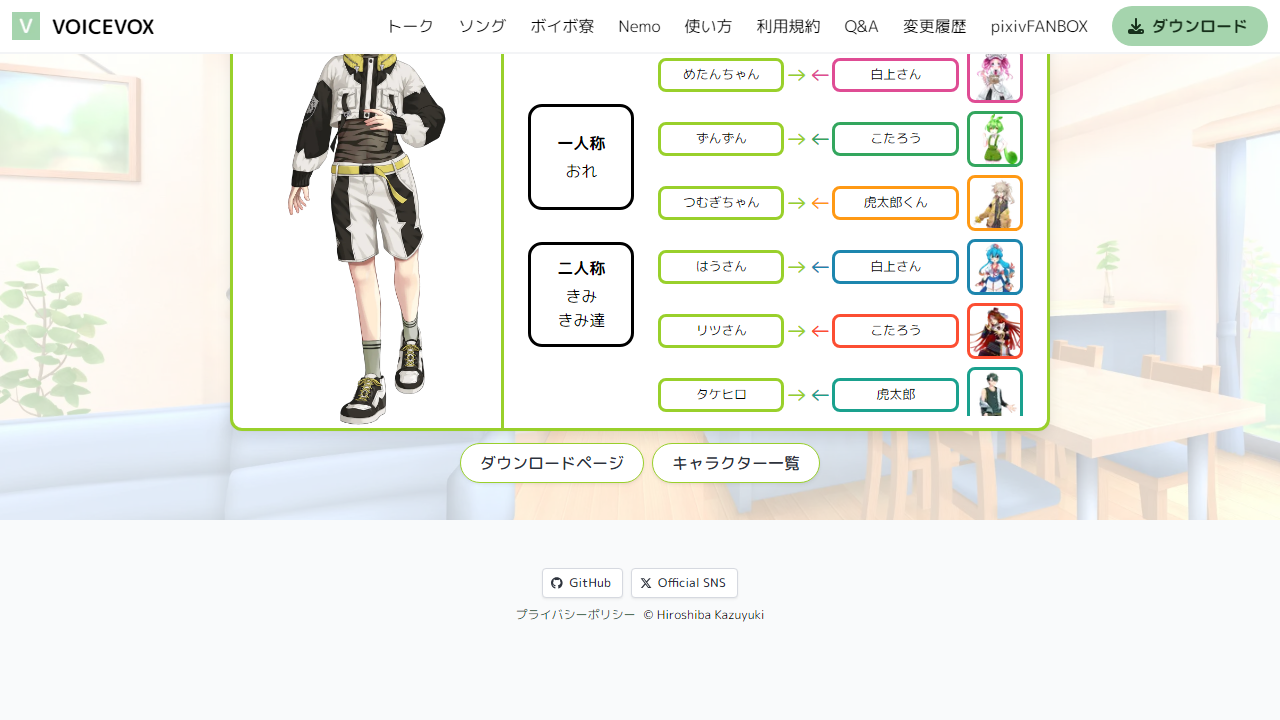 V VOICEVOX トーク ソング ボイボ寮 Nemo 使い方 利用規約 Q&A 変更履歴 pixivFANBOX ダウンロード
一人称
おれ
二人称
きみ
きみ達
めたんちゃん → ← 白上さん
ずんずん → ← こたろう
つむぎちゃん → ← 虎太郎くん
はうさん → ← 白上さん
リツさん → ← こたろう
タケヒロ → ← 虎太郎
ダウンロードページ キャラクター一覧
GitHub Official SNS
プライバシーポリシー © Hiroshiba Kazuyuki